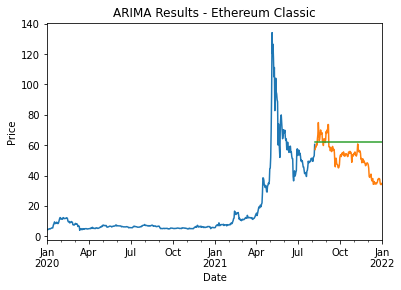 ARIMA Results - Ethereum Classic
Price
140
120
100
80
60
40
20
0
Jan Apr Jul Oct Jan Apr Jul Oct Jan
2020 2021 2022
Date